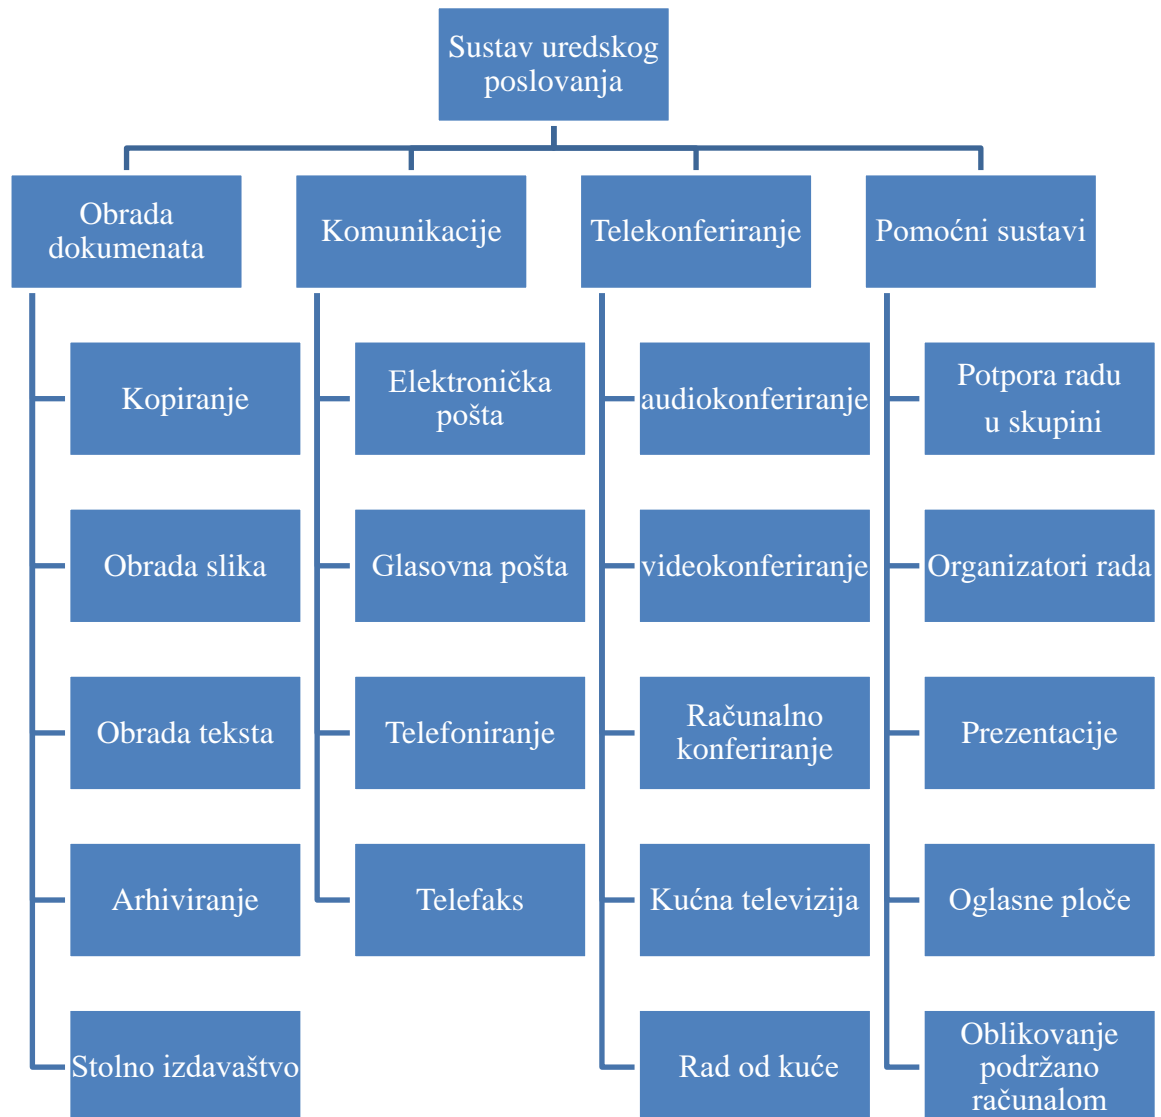 Sustav uredskog
poslovanja
Obrada
dokumenata
Kopiranje
Obrada slika
Obrada teksta
Arhiviranje
Stolno izdavaštvo
Komunikacije
Elektronička
pošta
Glasovna pošta
Telefoniranje
Telefaks
Telekonferiranje
audiokonferiranje
videokonferiranje
Računalno
konferiranje
Kućna televizija
Rad od kuće
Pomoćni sustavi
Potpora radu
u skupini
Organizatori rada
Prezentacije
Oglasne ploče
Oblikovanje
podržano
računalom